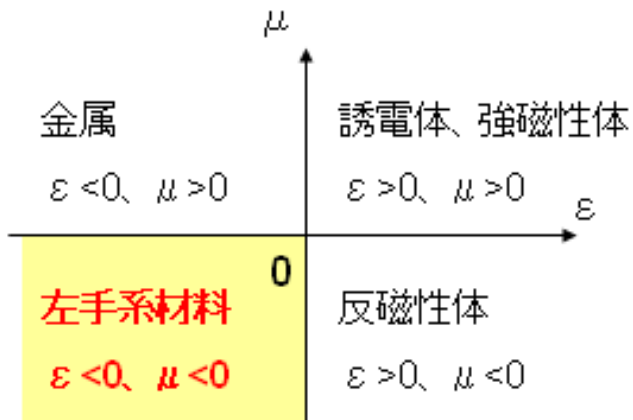 μ
金属
ε<0、μ>0
誘電体、強磁性体
ε>0、μ>0
ε
0
左手系材料
ε<0、μ<0
反磁性体
ε>0、μ<0